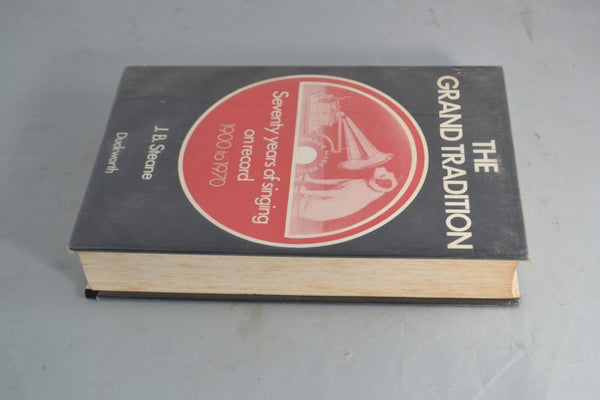 THE
GRAND TRADITION
Seventy years of singing
on record
1900 to 1970
J.B. Steane
Duckworth